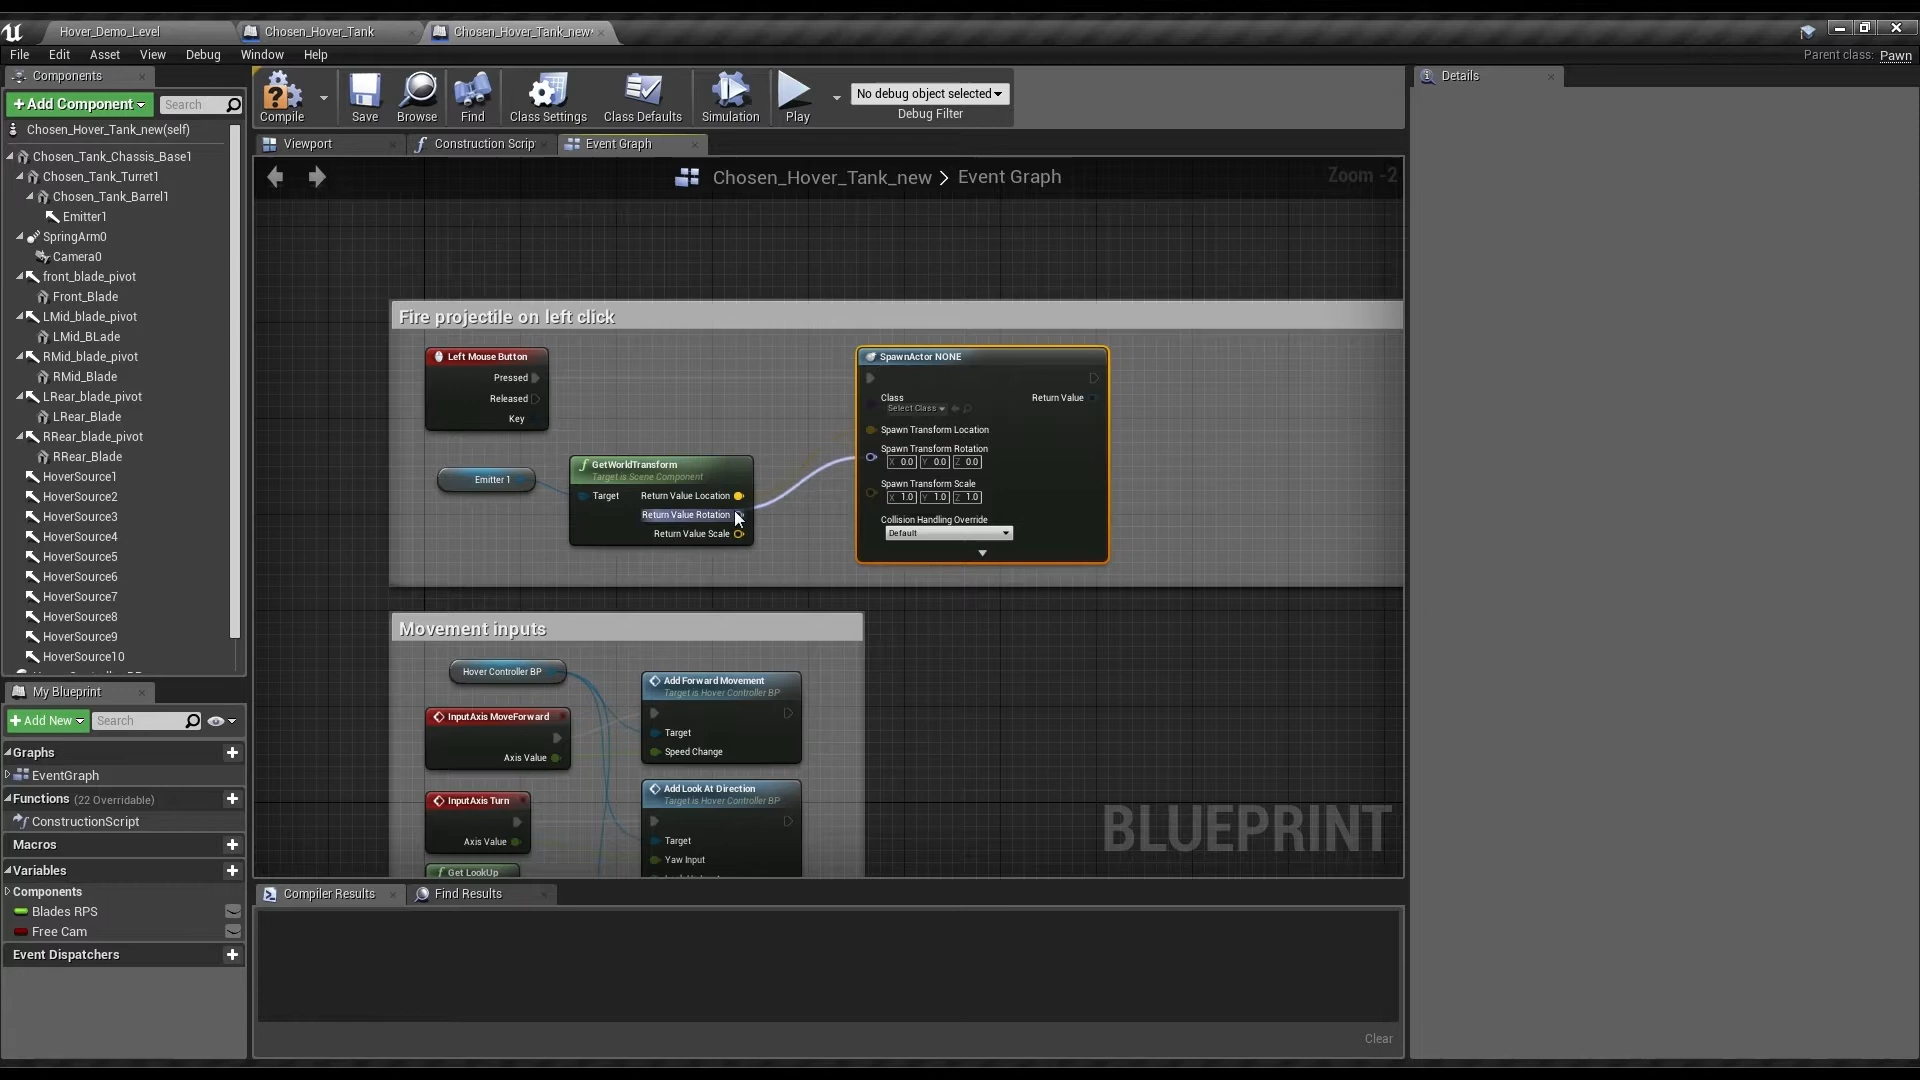 Hover_Demo_Level
Chosen_Hover_Tank
Chosen_Hover_Tank_new*
File Edit Asset View Debug Window Help
Parent class: Pawn
Components
+Add Component
Search
Chosen_Hover_Tank_new(self)
Chosen_Tank_Chassis_Base1
Chosen_Tank_Turret1
Chosen_Tank_Barrel1
Emitter1
SpringArm0
Camera0
front_blade_pivot
Front_Blade
LMid_blade_pivot
LMid_BLade
RMid_blade_pivot
RMid_Blade
LRear_blade_pivot
LRear_Blade
RRear_blade_pivot
RRear_Blade
HoverSource1
HoverSource2
HoverSource3
HoverSource4
HoverSource5
HoverSource6
HoverSource7
HoverSource8
HoverSource9
HoverSource10
My Blueprint
+Add New
Search
Graphs
EventGraph
Functions (22 Overridable)
ConstructionScript
Macros
Variables
Components
Blades RPS
Free Cam
Event Dispatchers
Compile
Save
Browse
Find
Class Settings
Class Defaults
Simulation
Play
No debug object selected
Debug Filter
Viewport
Construction Scrip
Event Graph
Chosen_Hover_Tank_new > Event Graph
Zoom -2
Fire projectile on left click
Left Mouse Button
Pressed
Released
Key
Emitter 1
GetWorldTransform
Target is Scene Component
Target
Return Value Location
Return Value Rotation
Return Value Scale
SpawnActor NONE
Class
Select Class
Return Value
Spawn Transform Location
Spawn Transform Rotation
X 0.0 Y 0.0 Z 0.0
Spawn Transform Scale
X 1.0 Y 1.0 Z 1.0
Collision Handling Override
Default
Movement inputs
Hover Controller BP
InputAxis MoveForward
Axis Value
Add Forward Movement
Target is Hover Controller BP
Target
Speed Change
InputAxis Turn
Axis Value
Get LookUp
Add Look At Direction
Target is Hover Controller BP
Target
Yaw Input
BLUEPRINT
Compiler Results
Find Results
Clear
Details